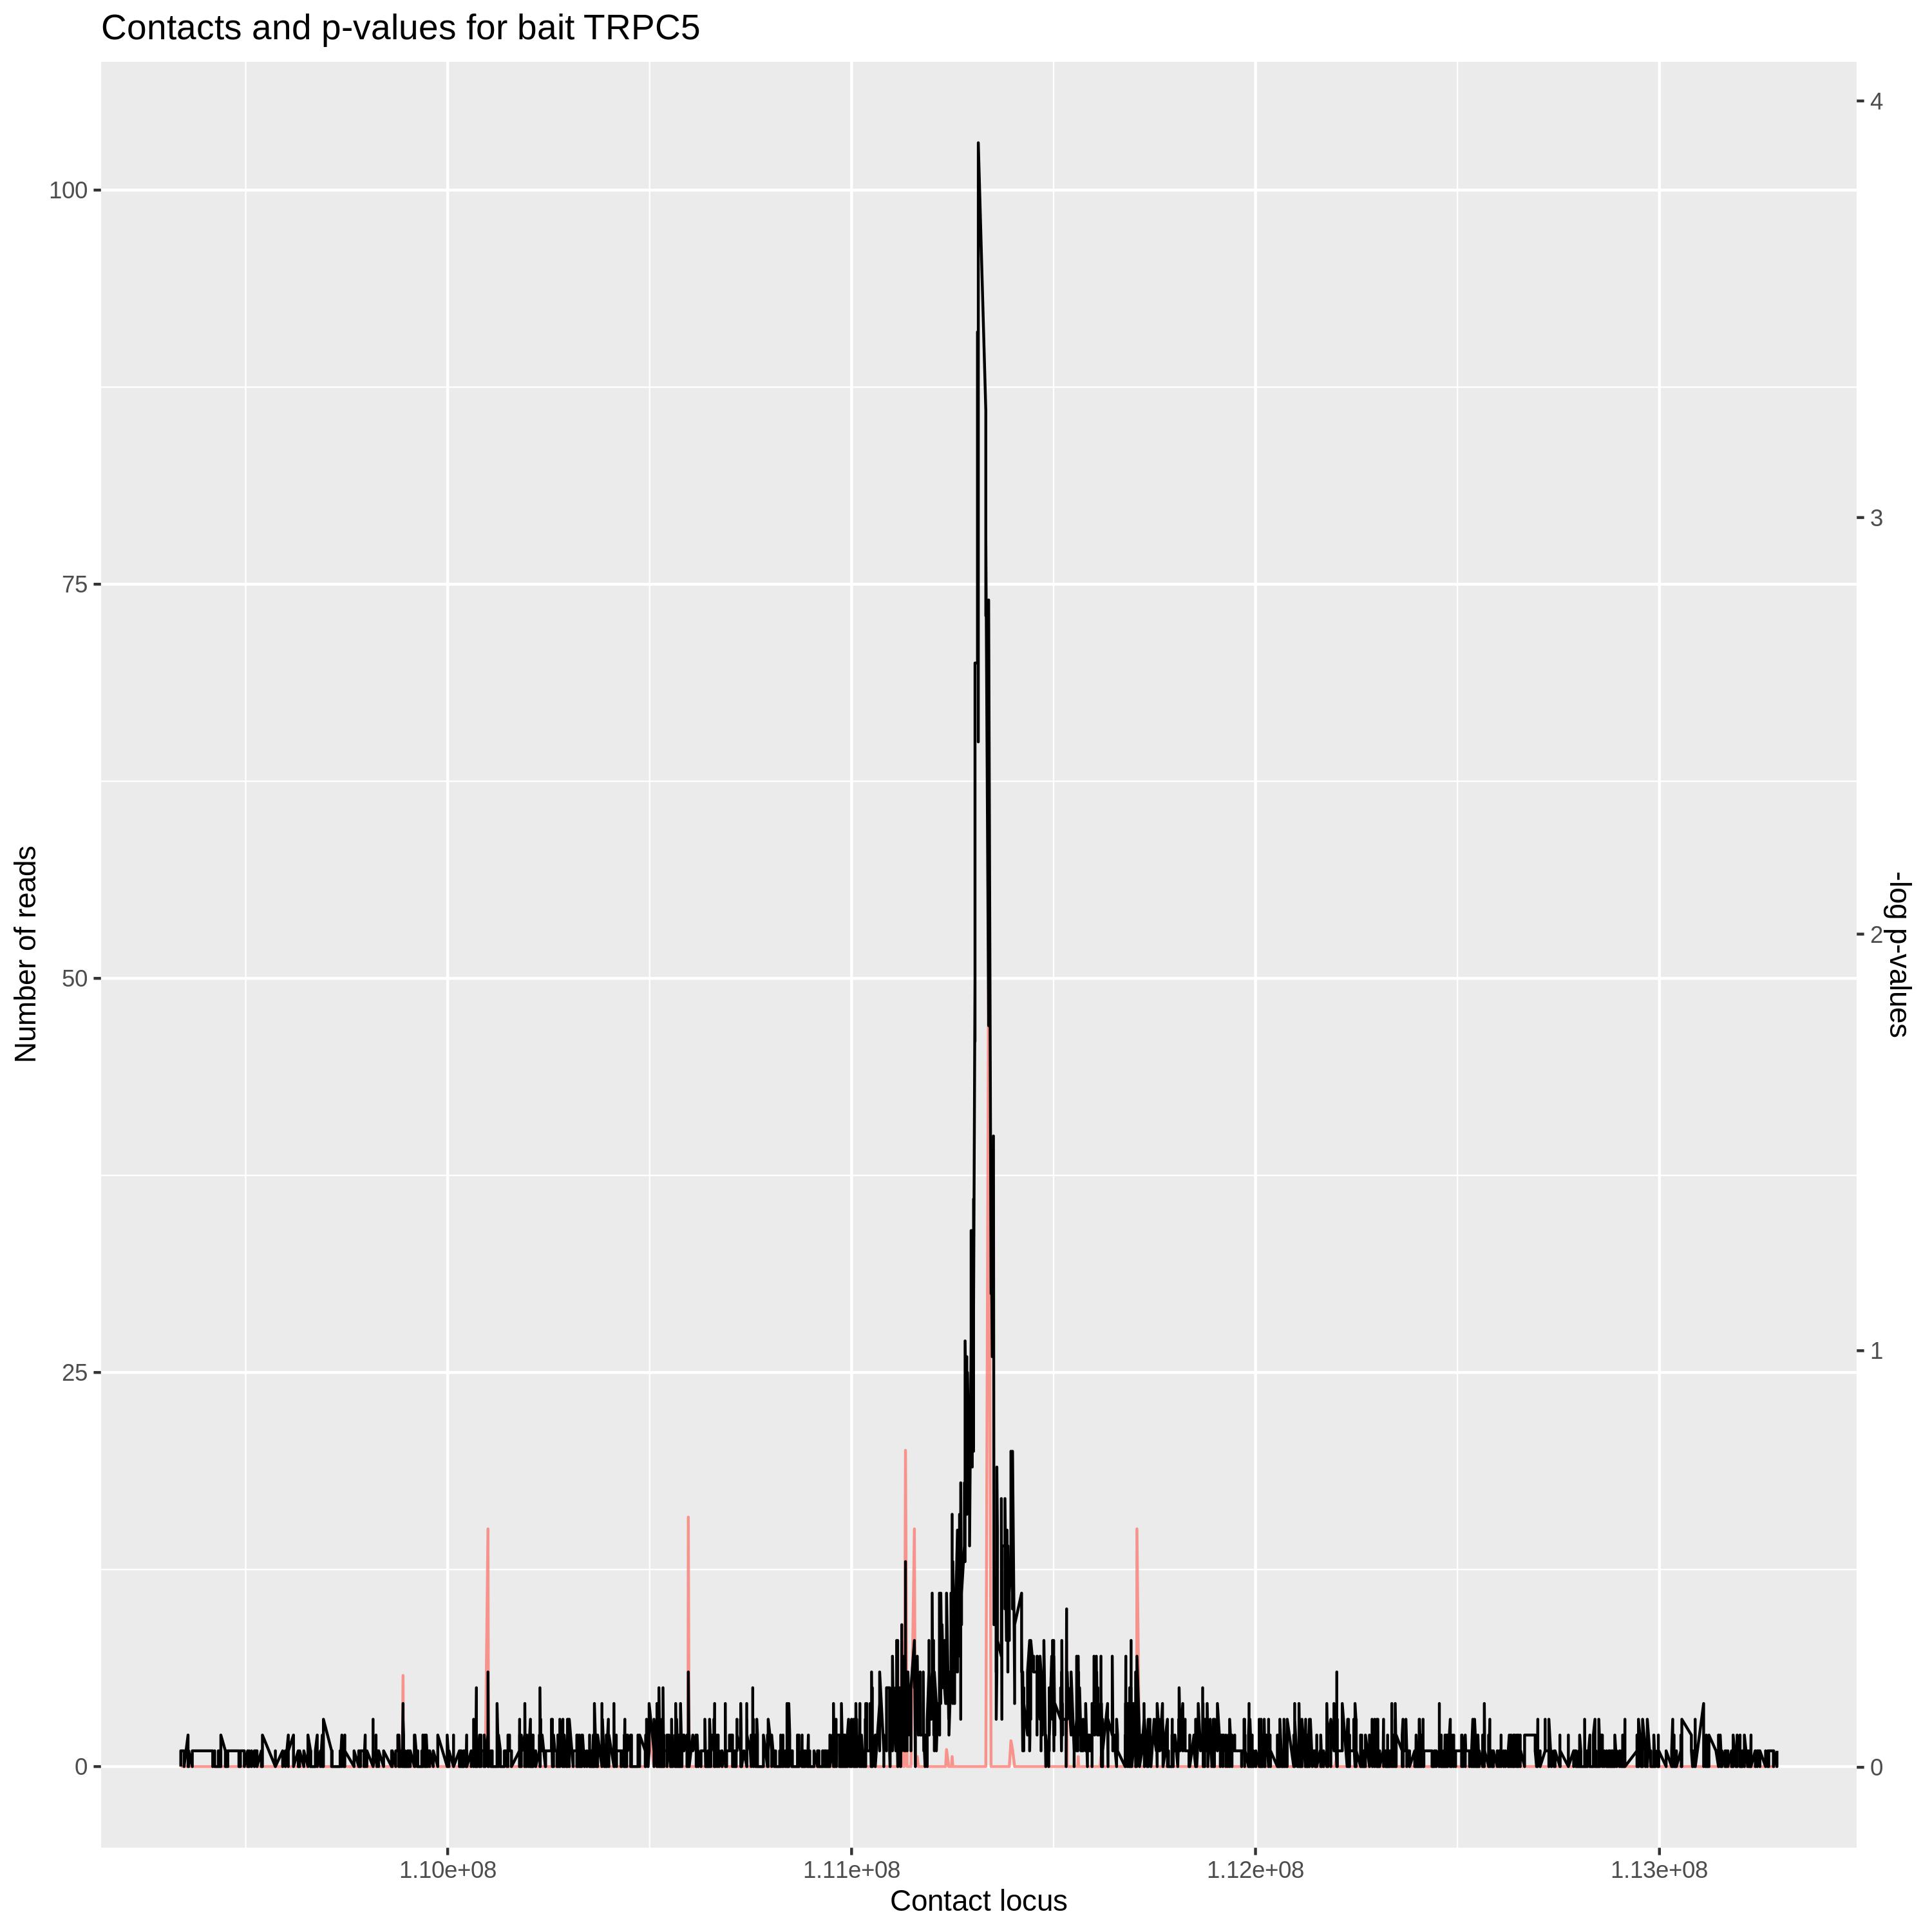 Contacts and p-values for bait TRPC5
100
75
50
25
0
Number of reads
4
3
2
1
0
-log p-values
1.10e+08
1.11e+08
1.12e+08
1.13e+08
Contact locus